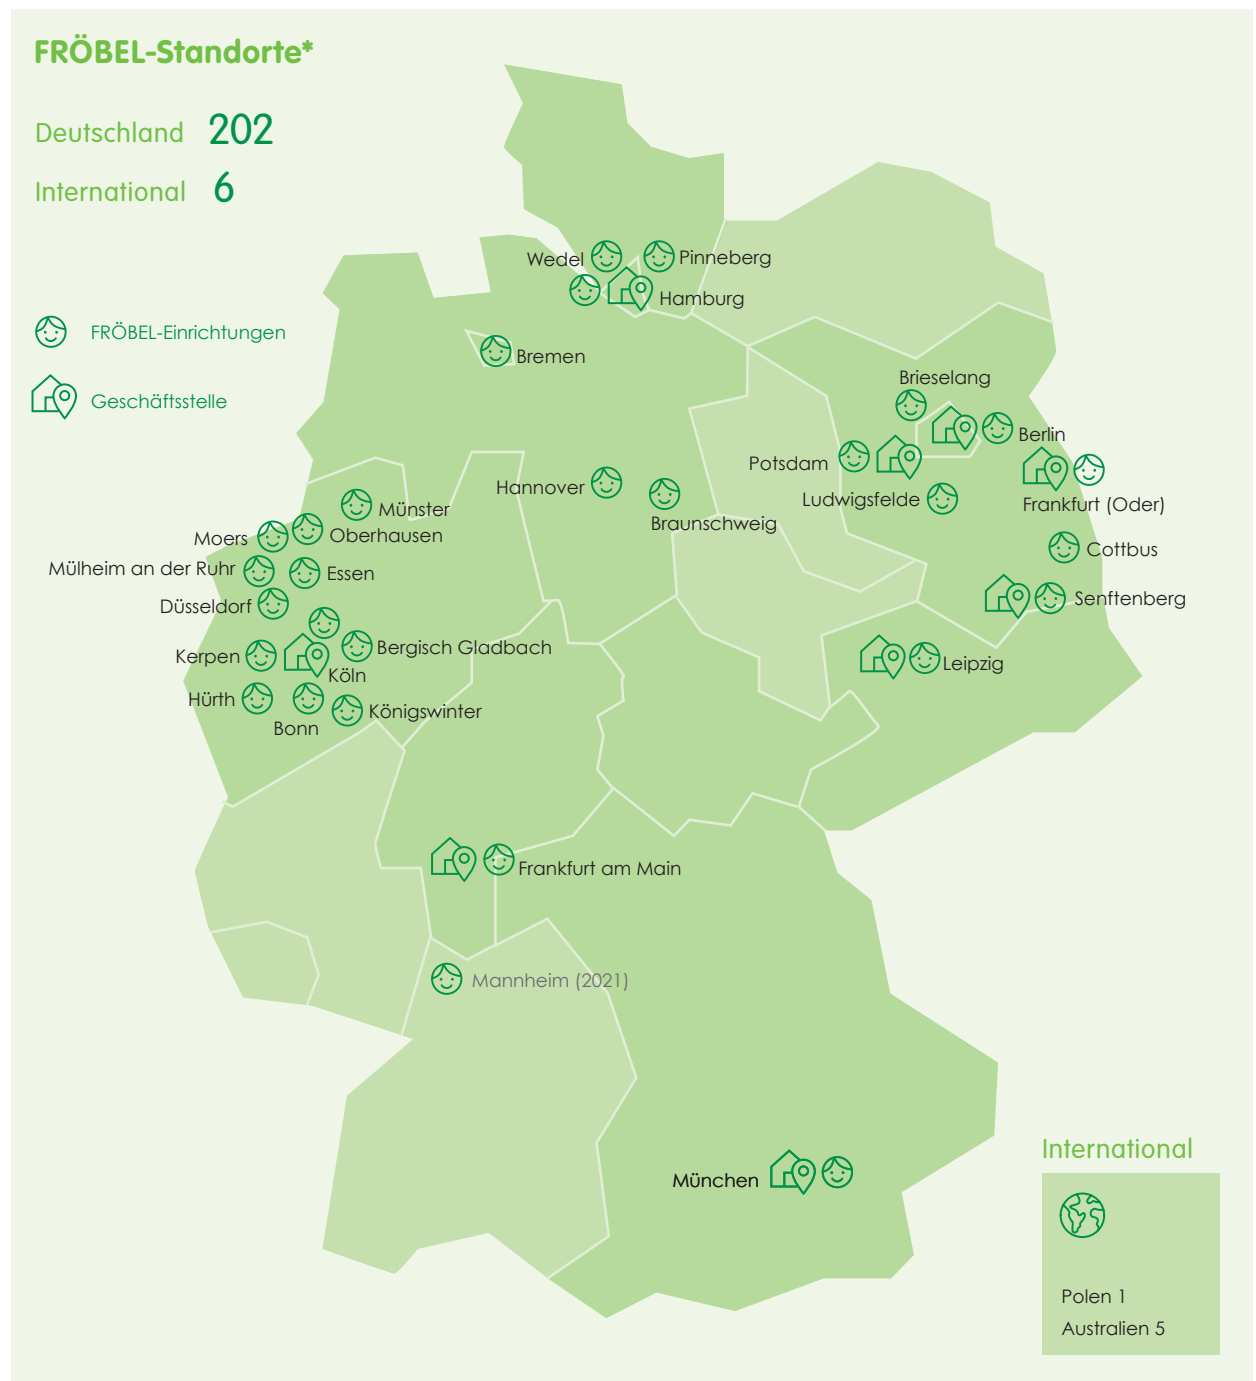 FRÖBEL-Standorte*
Deutschland 202
International 6
FRÖBEL-Einrichtungen
Geschäftsstelle
Wedel
Pinneberg
Hamburg
Bremen
Brieselang
Berlin
Potsdam
Ludwigsfelde
Frankfurt (Oder)
Hannover
Braunschweig
Cottbus
Senftenberg
Leipzig
Münster
Moers
Oberhausen
Mülheim an der Ruhr
Essen
Düsseldorf
Kerpen
Bergisch Gladbach
Köln
Hürth
Bonn
Königswinter
Frankfurt am Main
Mannheim (2021)
München
International
Polen 1
Australien 5